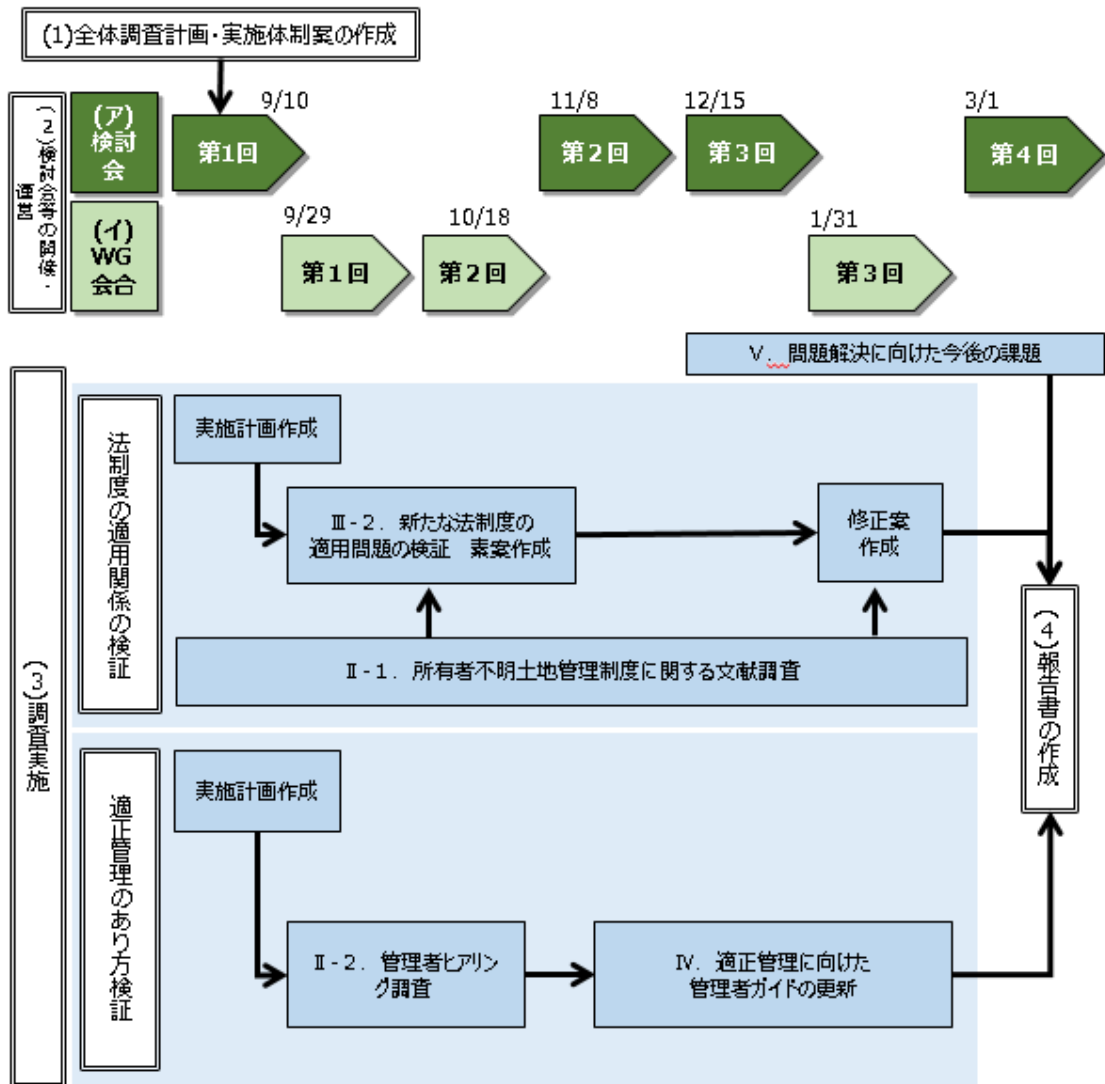 (1)全体調査計画・実施体制案の作成
(2)検討会等の開催・
運営
(ア)
検討
会
9/10
第1回
11/8
第2回
12/15
第3回
3/1
第4回
(イ)
WG
会合
9/29
第1回
10/18
第2回
1/31
第3回
Ⅴ.問題解決に向けた今後の課題
(3)調査実施
法制度の適用関係の検証
実施計画作成
Ⅲ-2.新たな法制度の
適用問題の検証 素案作成
修正案
作成
Ⅱ-1.所有者不明土地管理制度に関する文献調査
(4)報告書の作成
適正管理のあり方検証
実施計画作成
Ⅱ-2.管理者ヒアリン
グ調査
Ⅳ.適正管理に向けた
管理者ガイドの更新